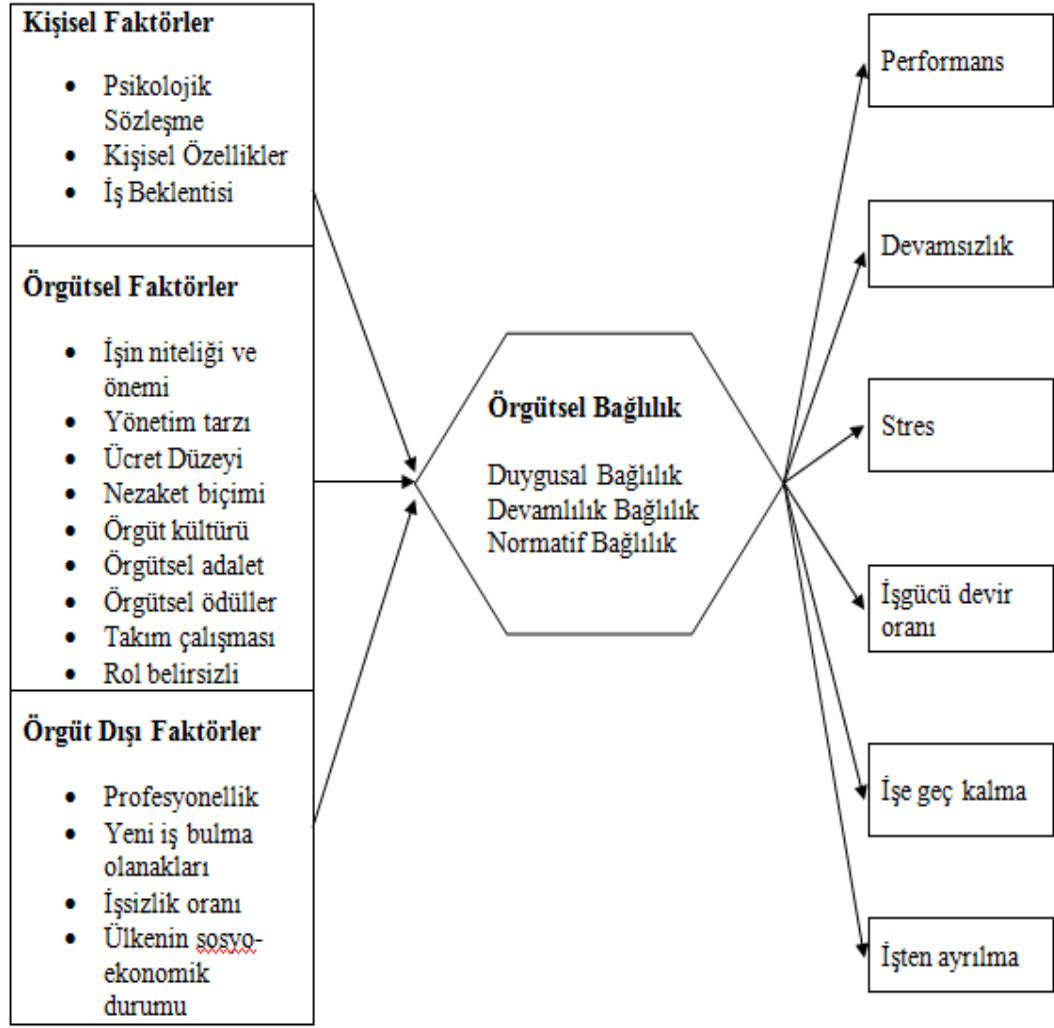 Kişisel Faktörler
• Psikolojik
Sözleşme
• Kişisel Özellikler
• İş Beklentisi
Örgütsel Faktörler
• İşin niteliği ve
önemi
• Yönetim tarzı
• Ücret Düzeyi
• Nezaket biçimi
• Örgüt kültürü
• Örgütsel adalet
• Örgütsel ödüller
• Takım çalışması
• Rol belirsizli
Örgüt Dışı Faktörler
• Profesyonellik
• Yeni iş bulma
olanakları
• İşsizlik oranı
• Ülkenin sosyo-
ekonomik
durumu
Örgütsel Bağlılık
Duygusal Bağlılık
Devamlılık Bağlılık
Normatif Bağlılık
Performans
Devamsızlık
Stres
İşgücü devir
oranı
İşe geç kalma
İşten ayrılma